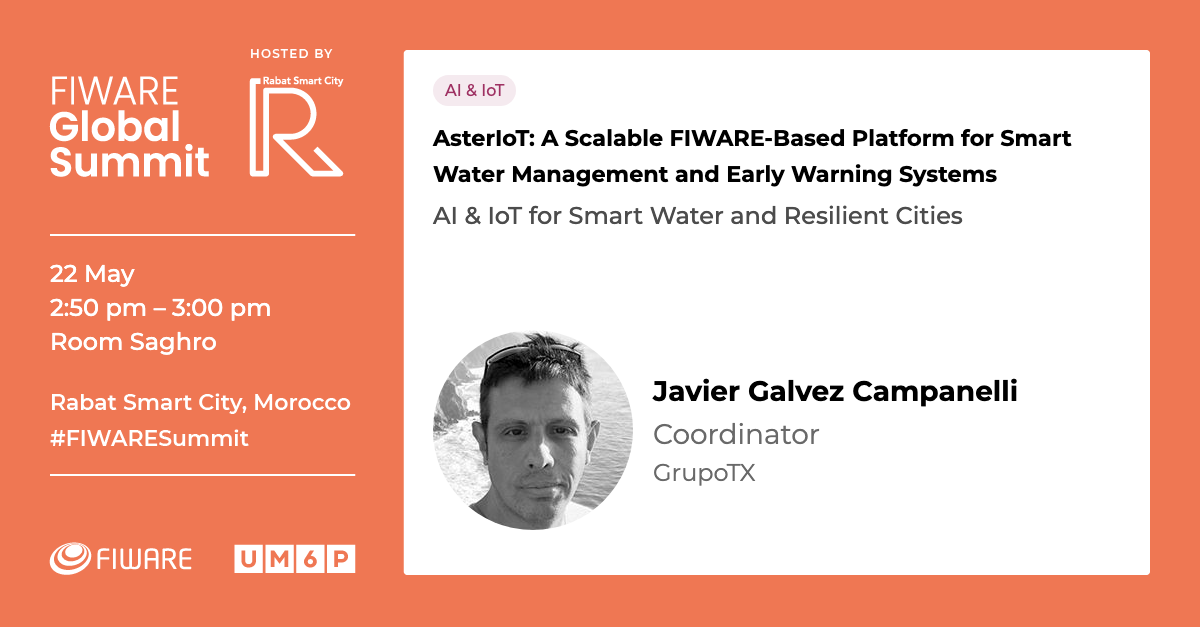 HOSTED BY
FIWARE
Global
Summit
Rabat Smart City
R
22 May
2:50 pm – 3:00 pm
Room Saghro
Rabat Smart City, Morocco
#FIWARESummit
FIWARE
UM6P
AI & IoT
AsterIoT: A Scalable FIWARE-Based Platform for Smart
Water Management and Early Warning Systems
AI & IoT for Smart Water and Resilient Cities
Javier Galvez Campanelli
Coordinator
GrupoTX